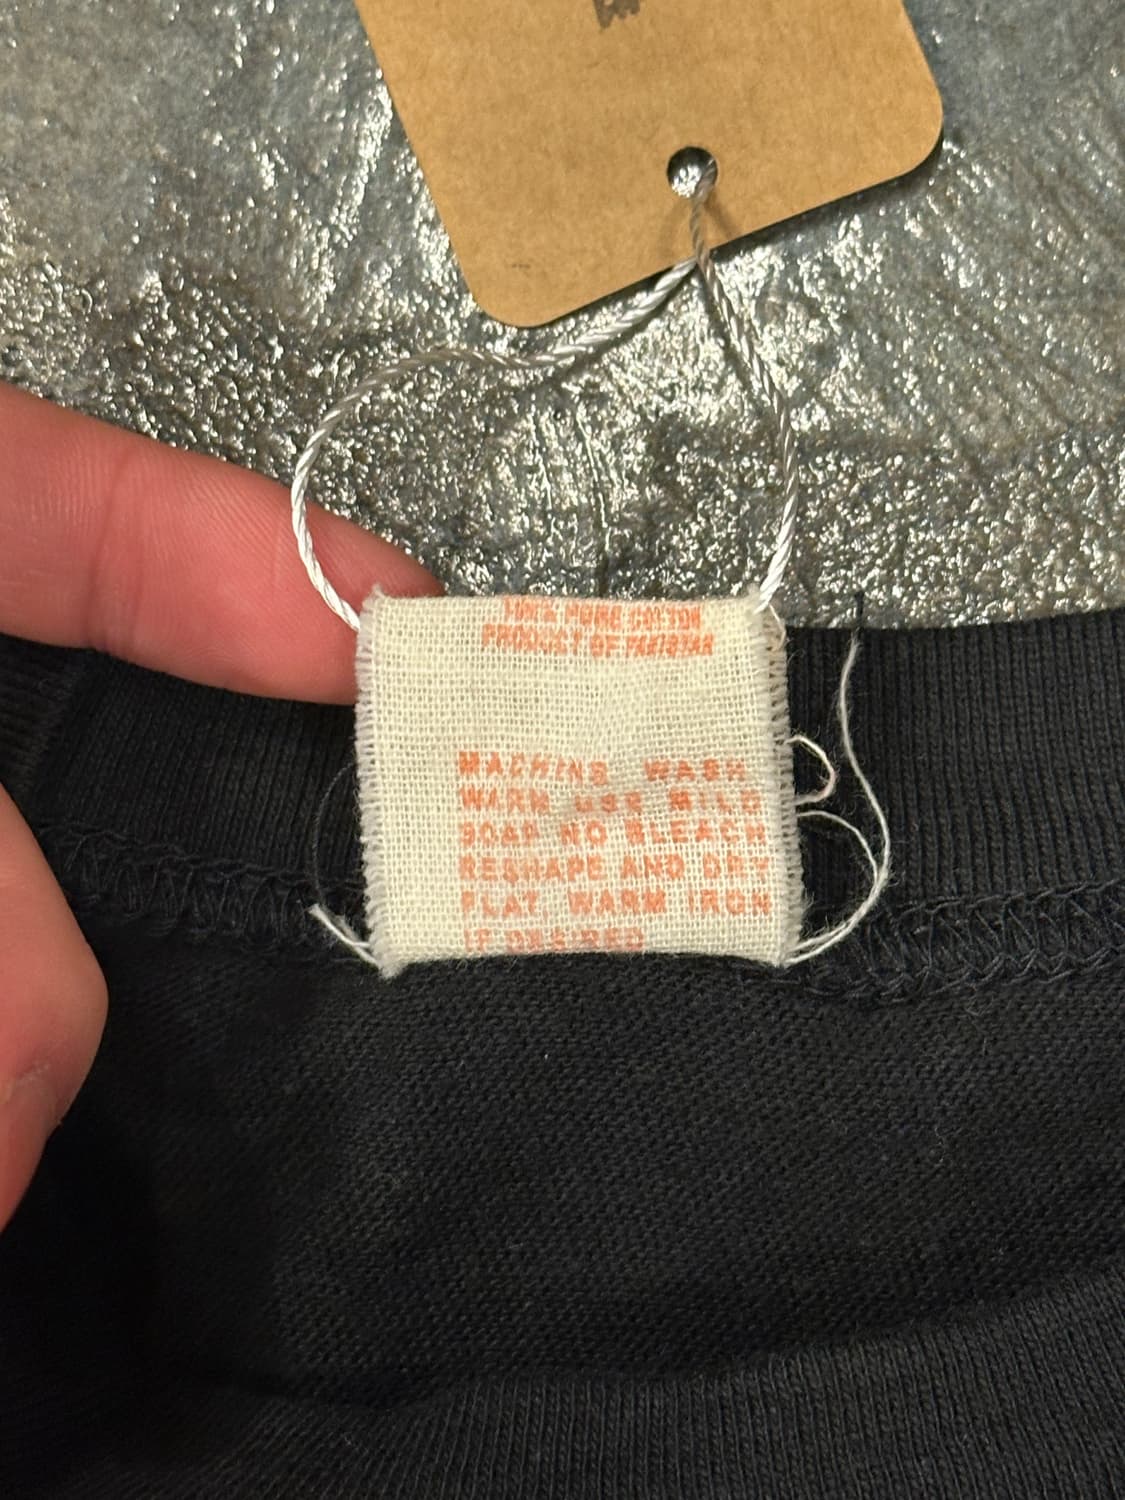 PURE COTTON
PRODUCT OF PAKISTAN
MACHINE WASH
WARM USE MILD
SOAP NO BLEACH
RESHAPE AND DRY
FLAT. WARM IRON
IF DESIRED